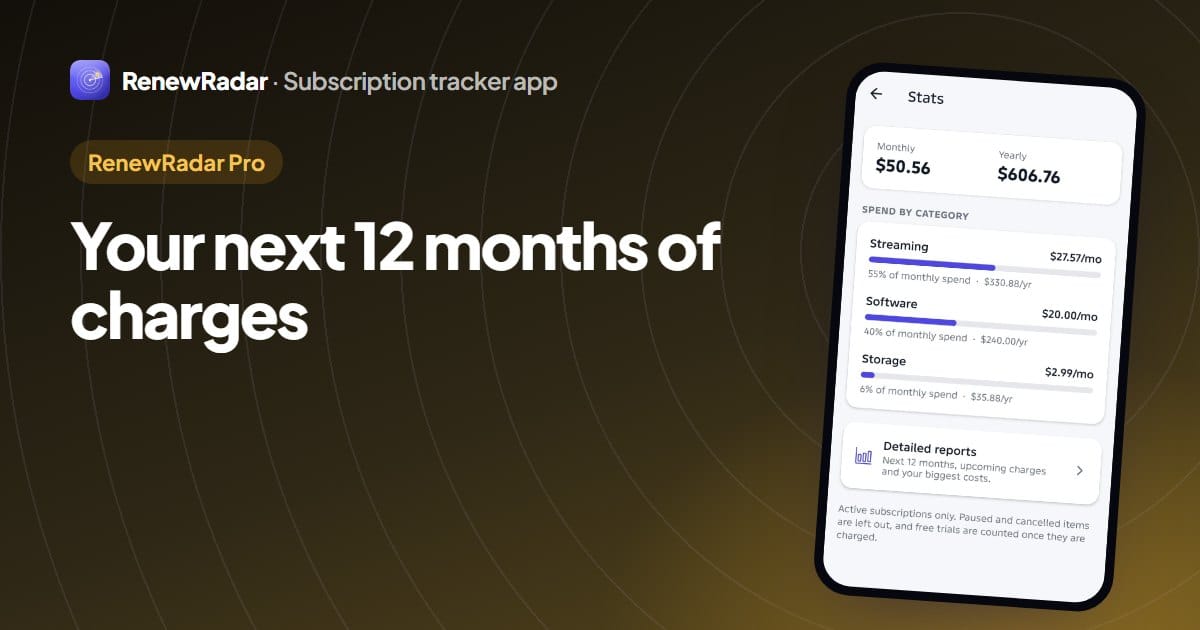 RenewRadar · Subscription tracker app
RenewRadar Pro
Your next 12 months of
charges
Stats
Monthly
$50.56
Yearly
$606.76
SPEND BY CATEGORY
Streaming
$27.57/mo
55% of monthly spend · $330.88/yr
Software
$20.00/mo
40% of monthly spend · $240.00/yr
Storage
$2.99/mo
6% of monthly spend · $35.88/yr
Detailed reports
Next 12 months, upcoming charges
and your biggest costs.
Active subscriptions only. Paused and cancelled items
are left out, and free trials are counted once they are
charged.